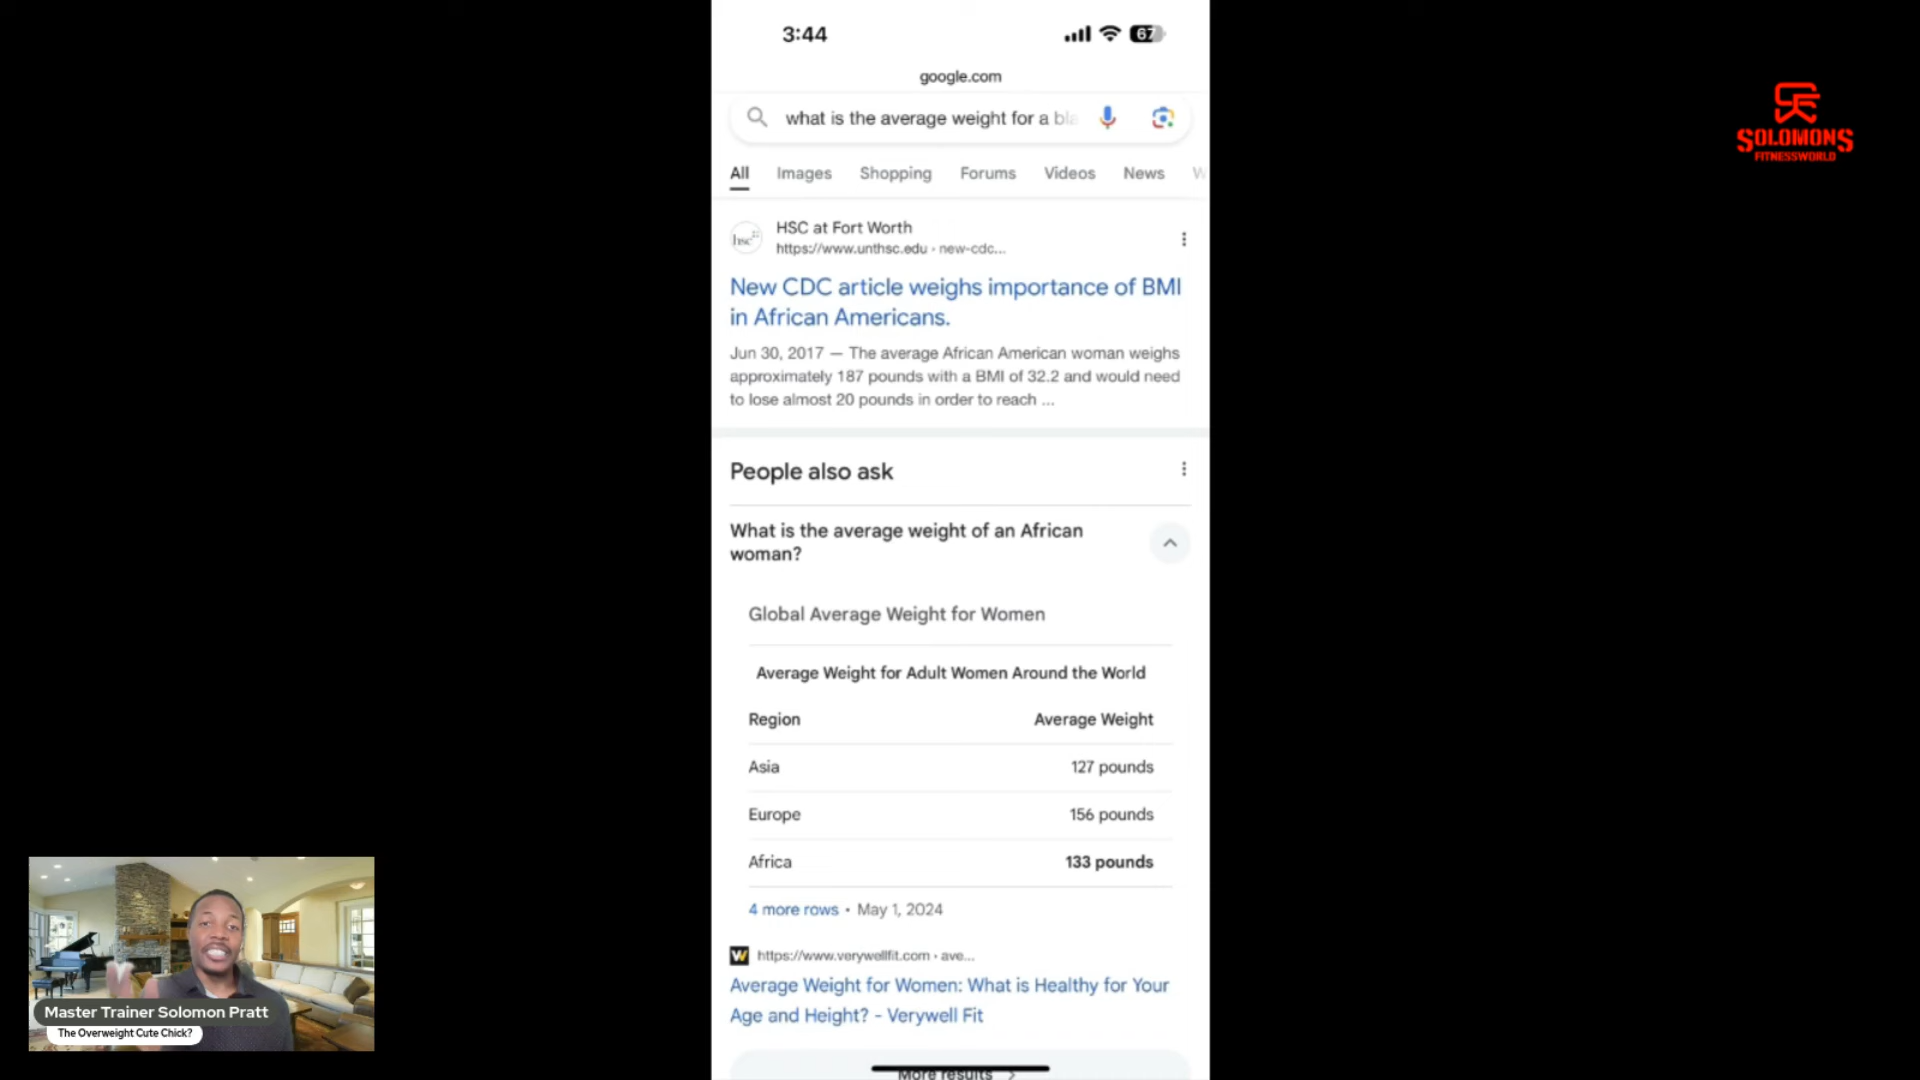 3:44
67
google.com
what is the average weight for a bla
All Images Shopping Forums Videos News W
hsc
HSC at Fort Worth
https://www.unthsc.edu › new-cdc...
New CDC article weighs importance of BMI
in African Americans.
Jun 30, 2017 — The average African American woman weighs
approximately 187 pounds with a BMI of 32.2 and would need
to lose almost 20 pounds in order to reach ...
People also ask
What is the average weight of an African
woman?
Global Average Weight for Women
Average Weight for Adult Women Around the World
Region Average Weight
Asia 127 pounds
Europe 156 pounds
Africa 133 pounds
4 more rows • May 1, 2024
W https://www.verywellfit.com › ave...
Average Weight for Women: What is Healthy for Your
Age and Height? - Verywell Fit
More results
SOLOMONS
FITNESSWORLD
Master Trainer Solomon Pratt
The Overweight Cute Chick?